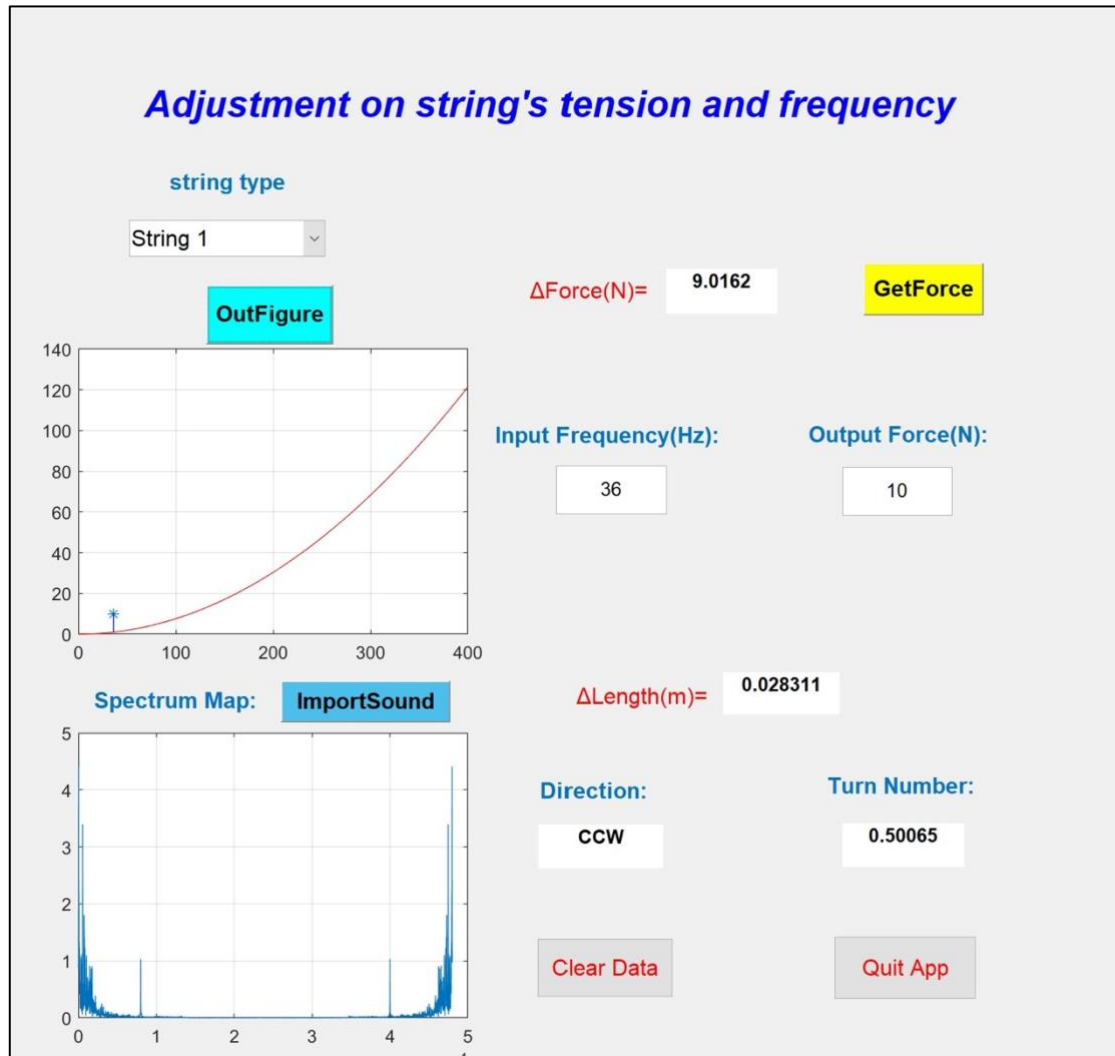 Adjustment on string's tension and frequency
string type
String 1
OutFigure
ΔForce(N)=
9.0162
GetForce
140
120
100
80
60
40
20
0
0 100 200 300 400
Input Frequency(Hz):
Output Force(N):
36
10
Spectrum Map:
ImportSound
ΔLength(m)=
0.028311
5
4
3
2
1
0
0 1 2 3 4 5
Direction:
Turn Number:
CCW
0.50065
Clear Data
Quit App